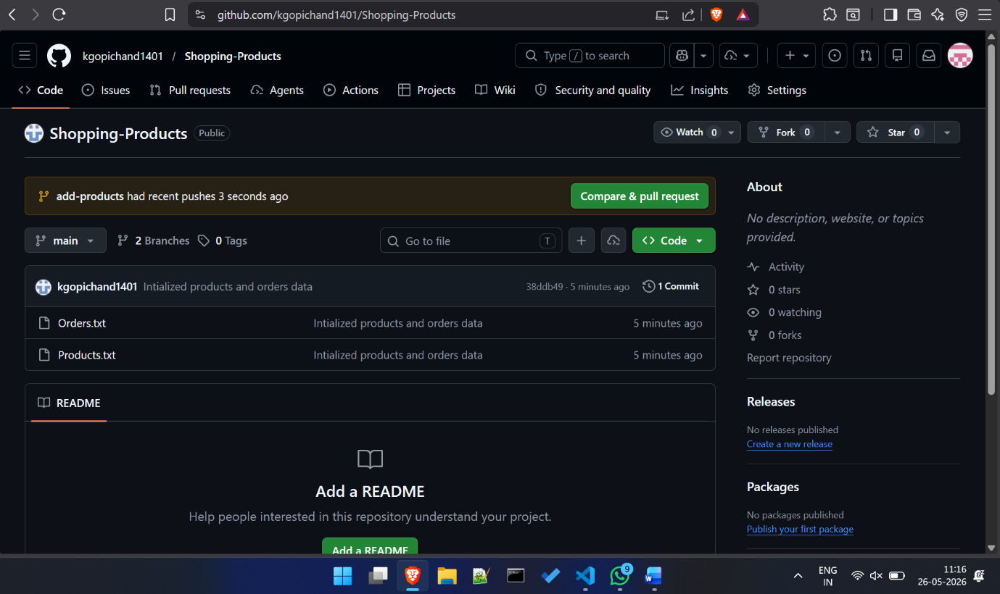 github.com/kgopichand1401/Shopping-Products
kgopichand1401 / Shopping-Products
Type / to search
Code Issues Pull requests Agents Actions Projects Wiki Security and quality Insights Settings
Shopping-Products Public
Watch 0 Fork 0 Star 0
add-products had recent pushes 3 seconds ago
Compare & pull request
main 2 Branches 0 Tags
Go to file T
+
Code
kgopichand1401 Intialized products and orders data 38ddb49 · 5 minutes ago 1 Commit
Orders.txt Intialized products and orders data 5 minutes ago
Products.txt Intialized products and orders data 5 minutes ago
README
Add a README
Help people interested in this repository understand your project.
Add a README
About
No description, website, or topics
provided.
Activity
0 stars
0 watching
0 forks
Report repository
Releases
No releases published
Create a new release
Packages
No packages published
Publish your first package
9
W
ENG
IN
11:16
26-05-2026